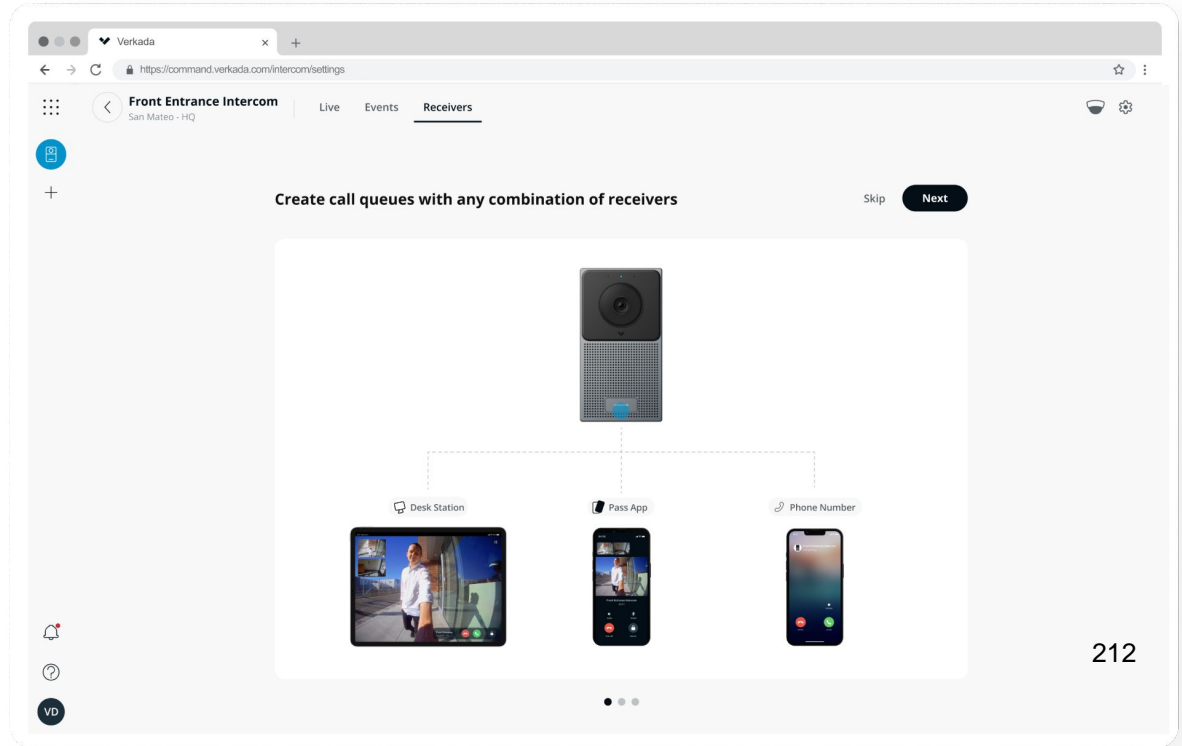 Verkada
https://command.verkada.com/intercom/settings
Front Entrance Intercom
San Mateo - HQ
Live
Events
Receivers
Create call queues with any combination of receivers
Skip
Next
Desk Station
Pass App
Phone Number
212
VD